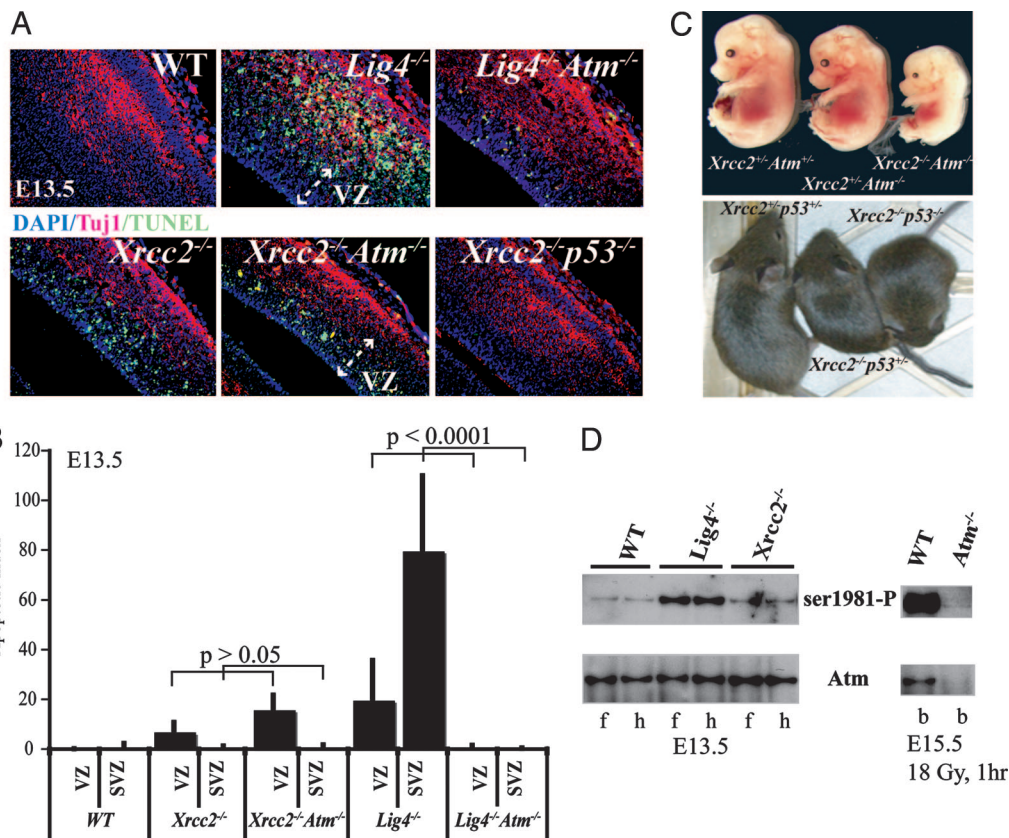 A
WT
Lig4-/-
Lig4-/-Atm-/-
E13.5
VZ
DAPI/Tuj1/TUNEL
Xrcc2-/-
Xrcc2-/-Atm-/-
Xrcc2-/-p53-/-
VZ
C
Xrcc2+/-Atm+/-
Xrcc2-/-Atm-/-
Xrcc2+/-Atm-/-
Xrcc2+/-p53+/-
Xrcc2-/-p53-/-
Xrcc2-/-p53+/-
E13.5
p < 0.0001
p > 0.05
120
100
80
60
40
20
0
VZ SVZ VZ SVZ VZ SVZ VZ SVZ VZ SVZ
WT Xrcc2-/- Xrcc2-/-Atm-/- Lig4-/- Lig4-/-Atm-/-
D
WT Lig4-/- Xrcc2-/- WT Atm-/-
ser1981-P
Atm
f h f h f h b b
E13.5
E15.5
18 Gy, 1hr